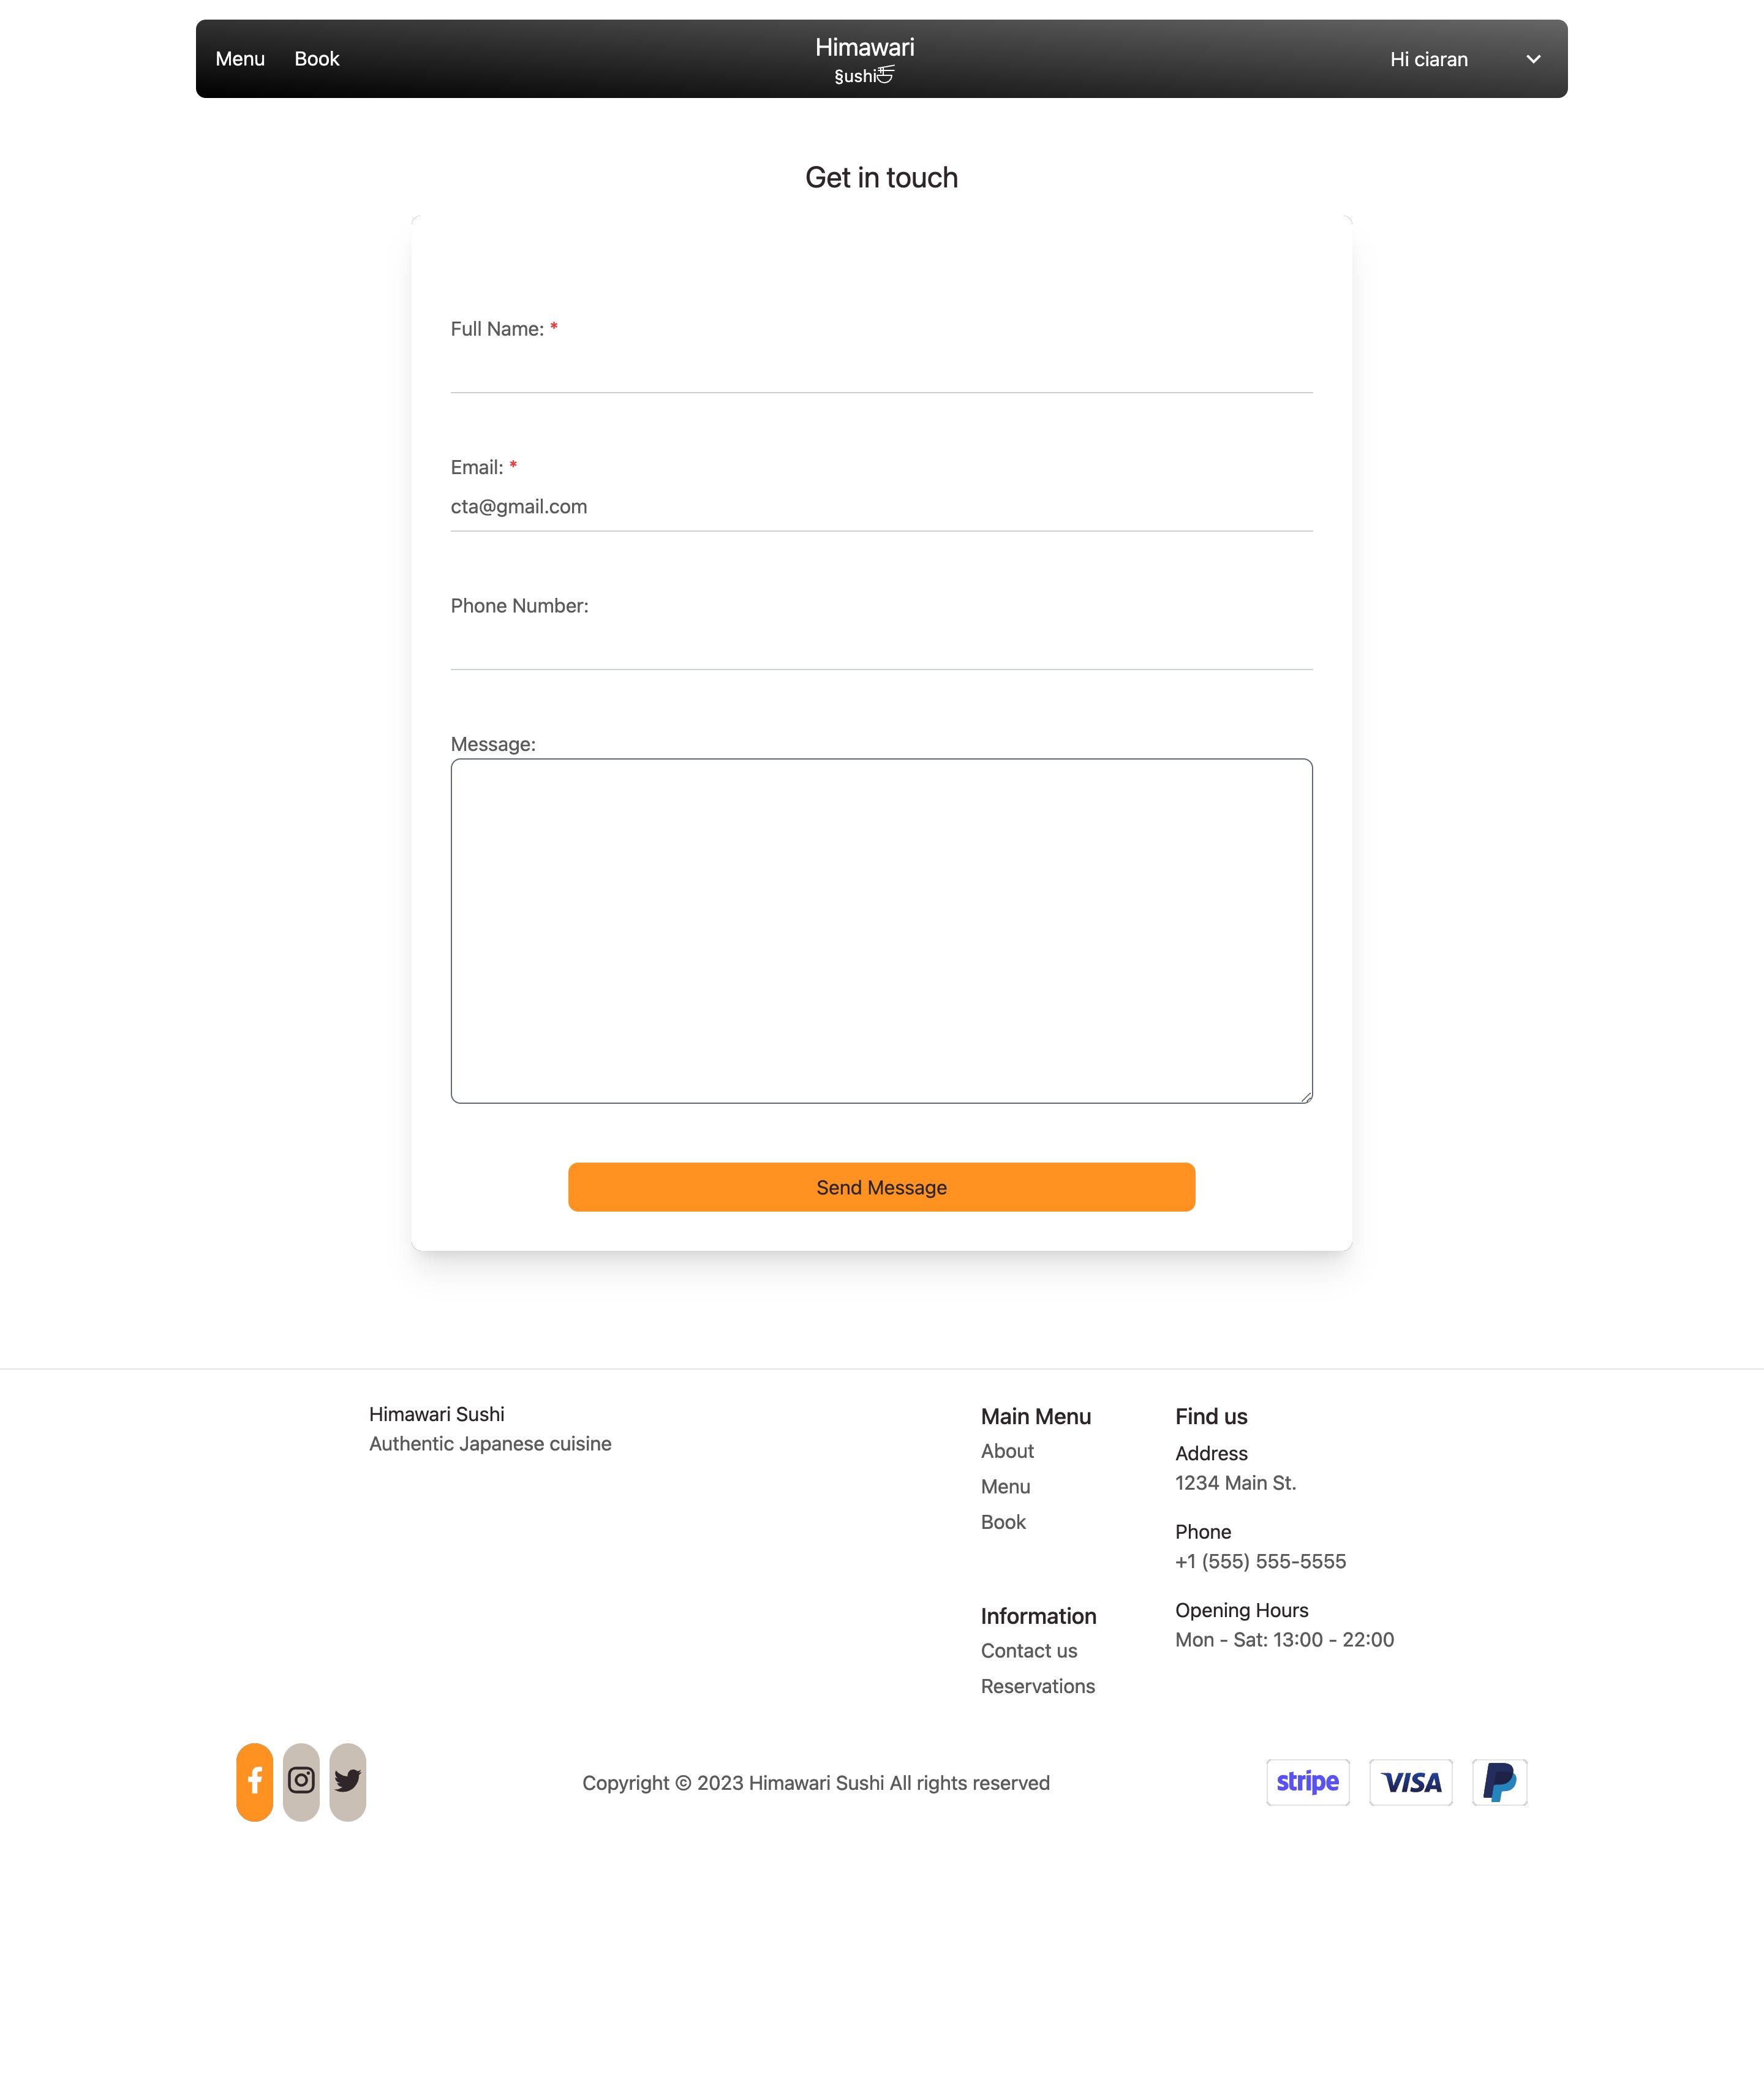 Menu Book
Himawari
§ushi
Hi ciaran
Get in touch
Full Name: *
Email: *
cta@gmail.com
Phone Number:
Message:
Send Message
Himawari Sushi
Authentic Japanese cuisine
Main Menu
About
Menu
Book
Information
Contact us
Reservations
Find us
Address
1234 Main St.
Phone
+1 (555) 555-5555
Opening Hours
Mon - Sat: 13:00 - 22:00
Copyright © 2023 Himawari Sushi All rights reserved
stripe
VISA